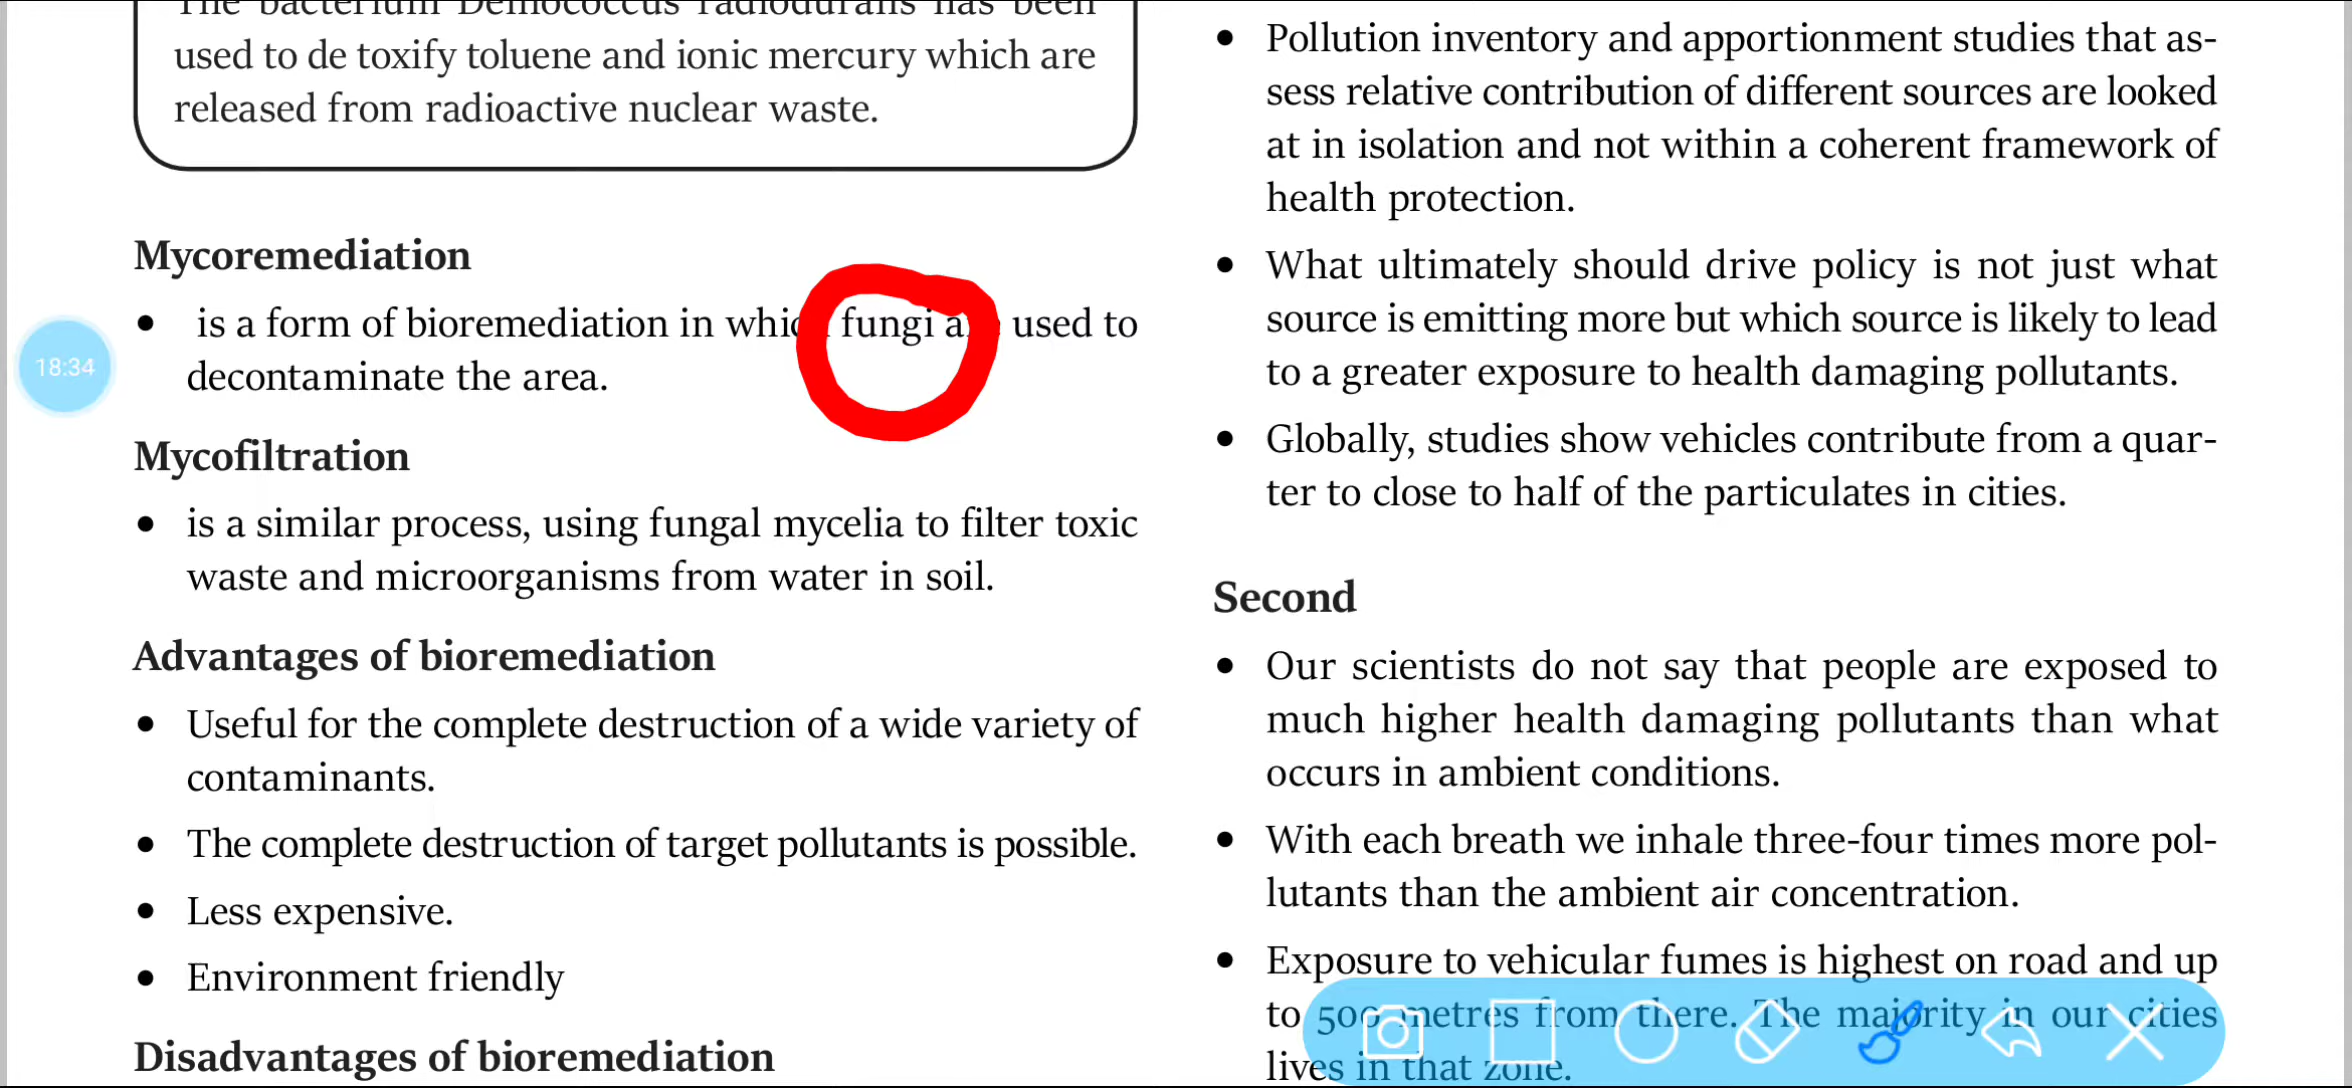 The bacterium Deinococcus radiodurans has been
used to de toxify toluene and ionic mercury which are
released from radioactive nuclear waste.
Mycoremediation
• is a form of bioremediation in which fungi are used to
decontaminate the area.
18:34
Mycofiltration
• is a similar process, using fungal mycelia to filter toxic
waste and microorganisms from water in soil.
Advantages of bioremediation
• Useful for the complete destruction of a wide variety of
contaminants.
• The complete destruction of target pollutants is possible.
• Less expensive.
• Environment friendly
Disadvantages of bioremediation
• Pollution inventory and apportionment studies that as-
sess relative contribution of different sources are looked
at in isolation and not within a coherent framework of
health protection.
• What ultimately should drive policy is not just what
source is emitting more but which source is likely to lead
to a greater exposure to health damaging pollutants.
• Globally, studies show vehicles contribute from a quar-
ter to close to half of the particulates in cities.
Second
• Our scientists do not say that people are exposed to
much higher health damaging pollutants than what
occurs in ambient conditions.
• With each breath we inhale three-four times more pol-
lutants than the ambient air concentration.
• Exposure to vehicular fumes is highest on road and up
to 500 metres from there. The majority in our cities
lives in that zone.